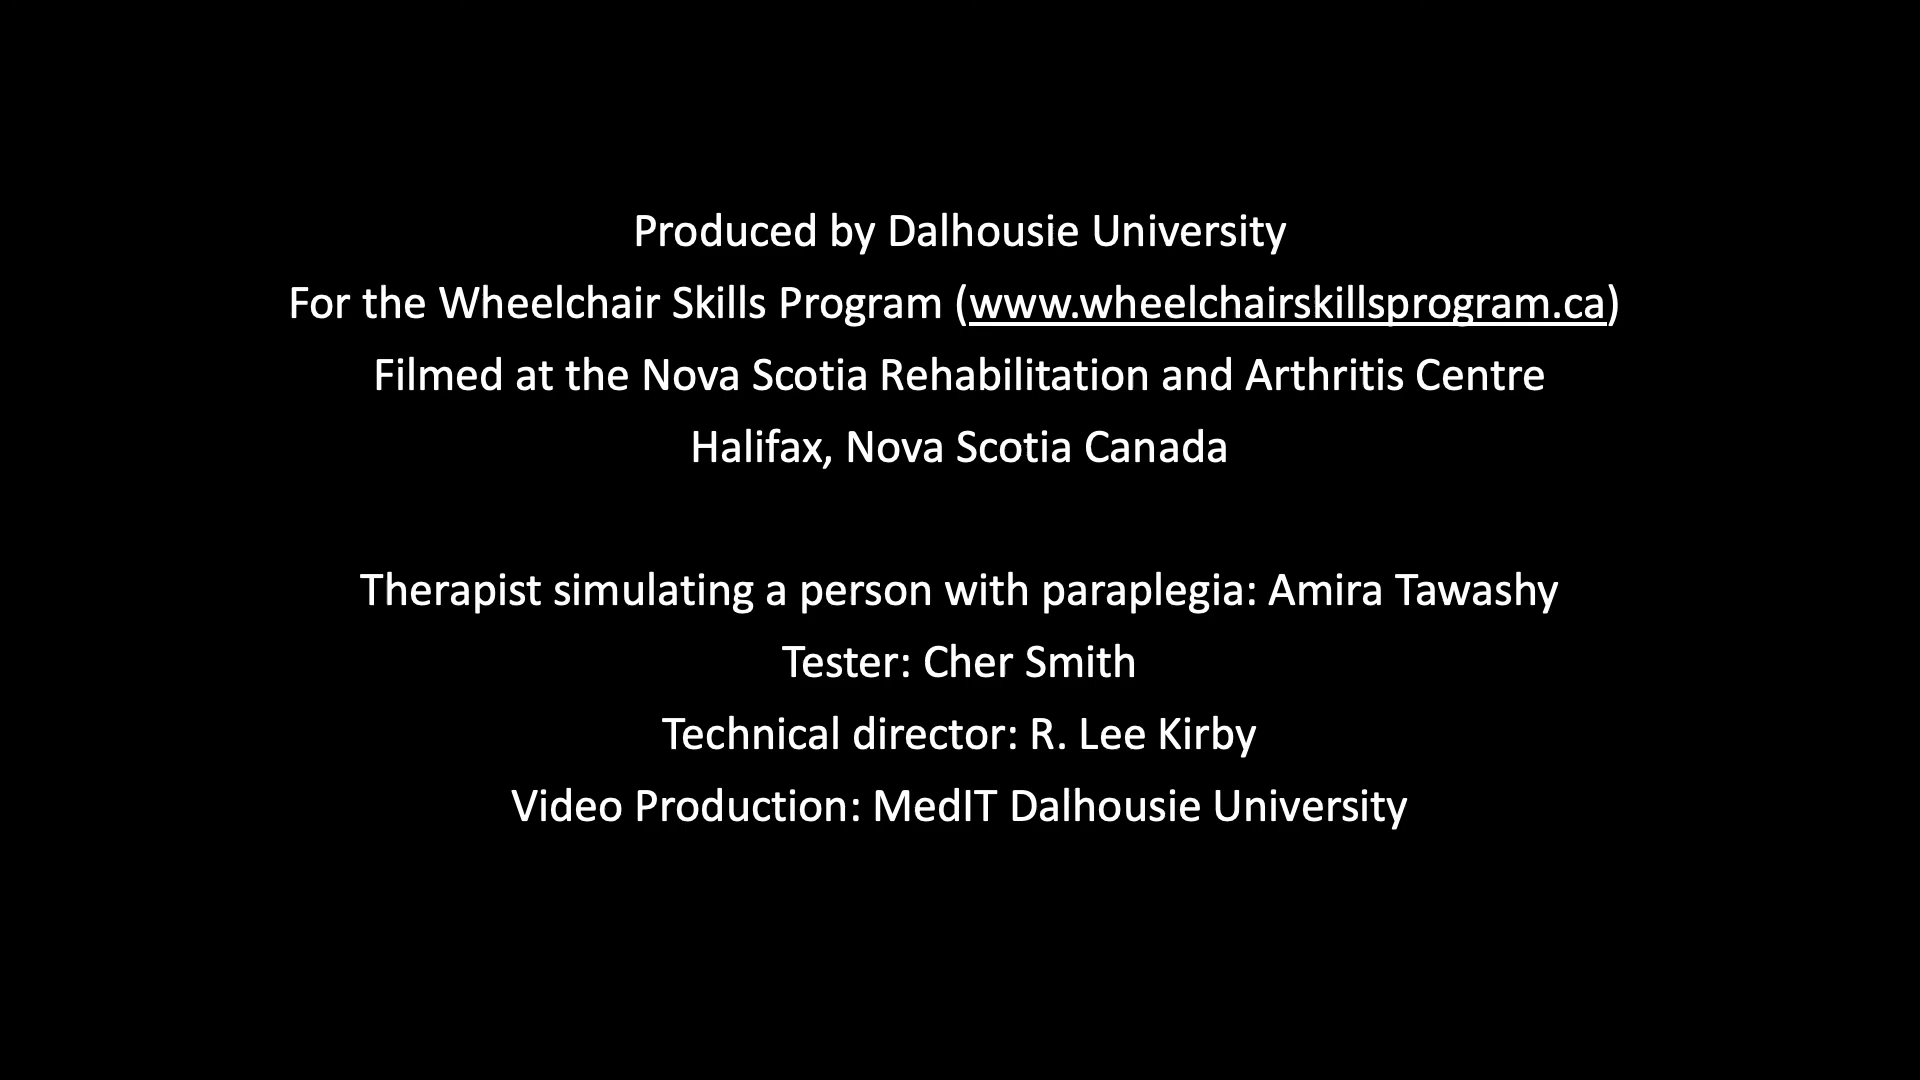 Produced by Dalhousie University
For the Wheelchair Skills Program (www.wheelchairskillsprogram.ca)
Filmed at the Nova Scotia Rehabilitation and Arthritis Centre
Halifax, Nova Scotia Canada
Therapist simulating a person with paraplegia: Amira Tawashy
Tester: Cher Smith
Technical director: R. Lee Kirby
Video Production: MedIT Dalhousie University